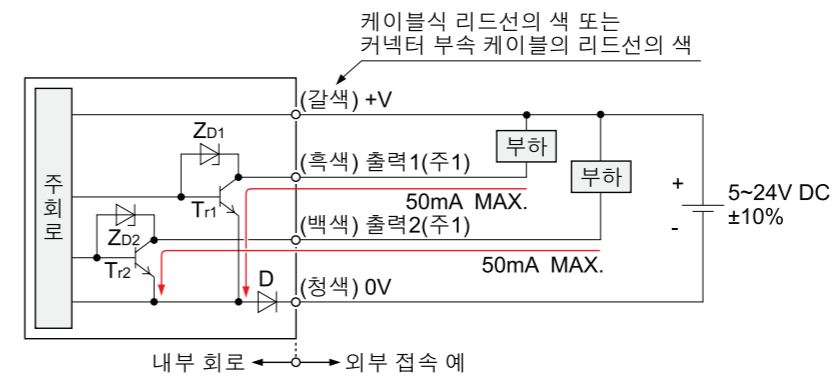 케이블식 리드선의 색 또는
커넥터 부속 케이블의 리드선의 색
(갈색) +V
ZD1
(흑색) 출력1(주1)
부하
부하
주회로
Tr1
50mA MAX.
+
5~24V DC
±10%
-
(백색) 출력2(주1)
ZD2
Tr2
50mA MAX.
D
(청색) 0V
내부 회로
외부 접속 예